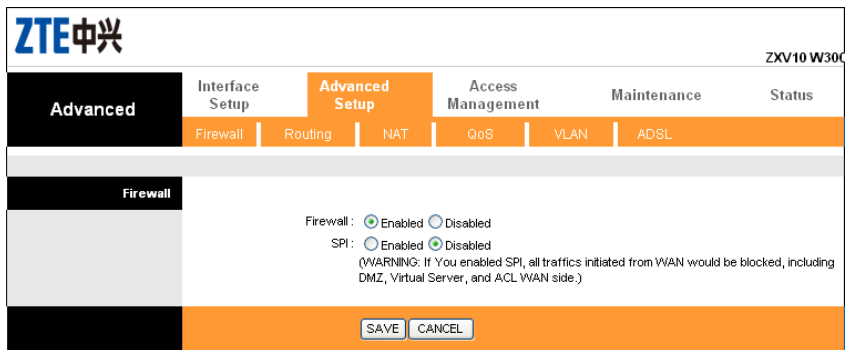 ZTE中兴
ZXV10 W300
Advanced
Interface Setup
Advanced Setup
Access Management
Maintenance
Status
Firewall
Routing
NAT
QoS
VLAN
ADSL
Firewall
Firewall : Enabled Disabled
SPI : Enabled Disabled
(WARNING: If You enabled SPI, all traffics initiated from WAN would be blocked, including
DMZ, Virtual Server, and ACL WAN side.)
SAVE CANCEL